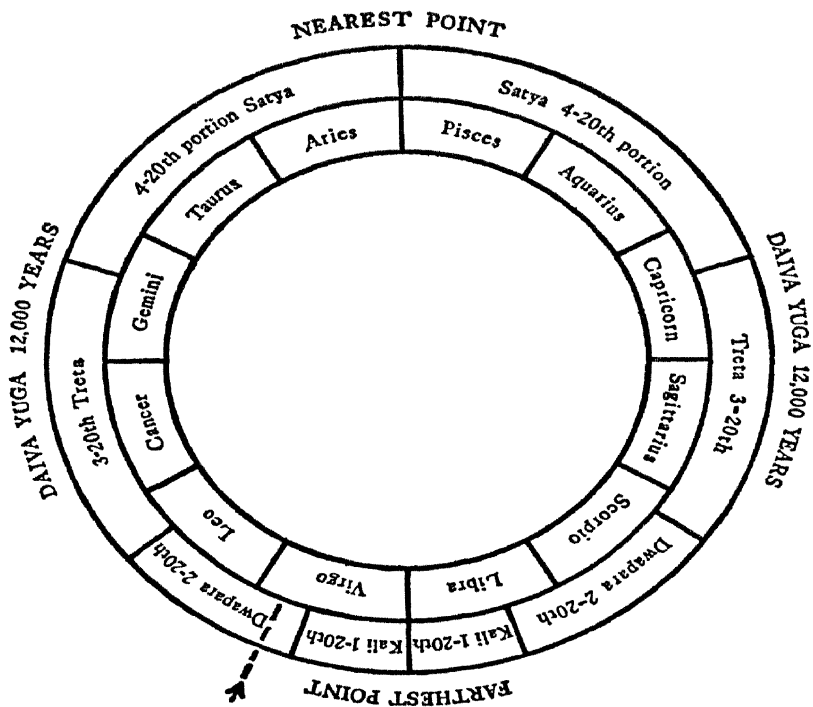 NEAREST POINT
4-20th portion Satya
Satya 4-20th portion
Aries
Pisces
Taurus
Aquarius
DAIVA YUGA 12,000 YEARS
DAIVA YUGA 12,000 YEARS
Gemini
Capricorn
3-20th Treta
Treta 3-20th
Cancer
Sagittarius
Leo
Scorpio
Virgo
Libra
Dwapara 2-20th
Dwapara 2-20th
Kali 1-20th
Kali 1-20th
FARTHEST POINT